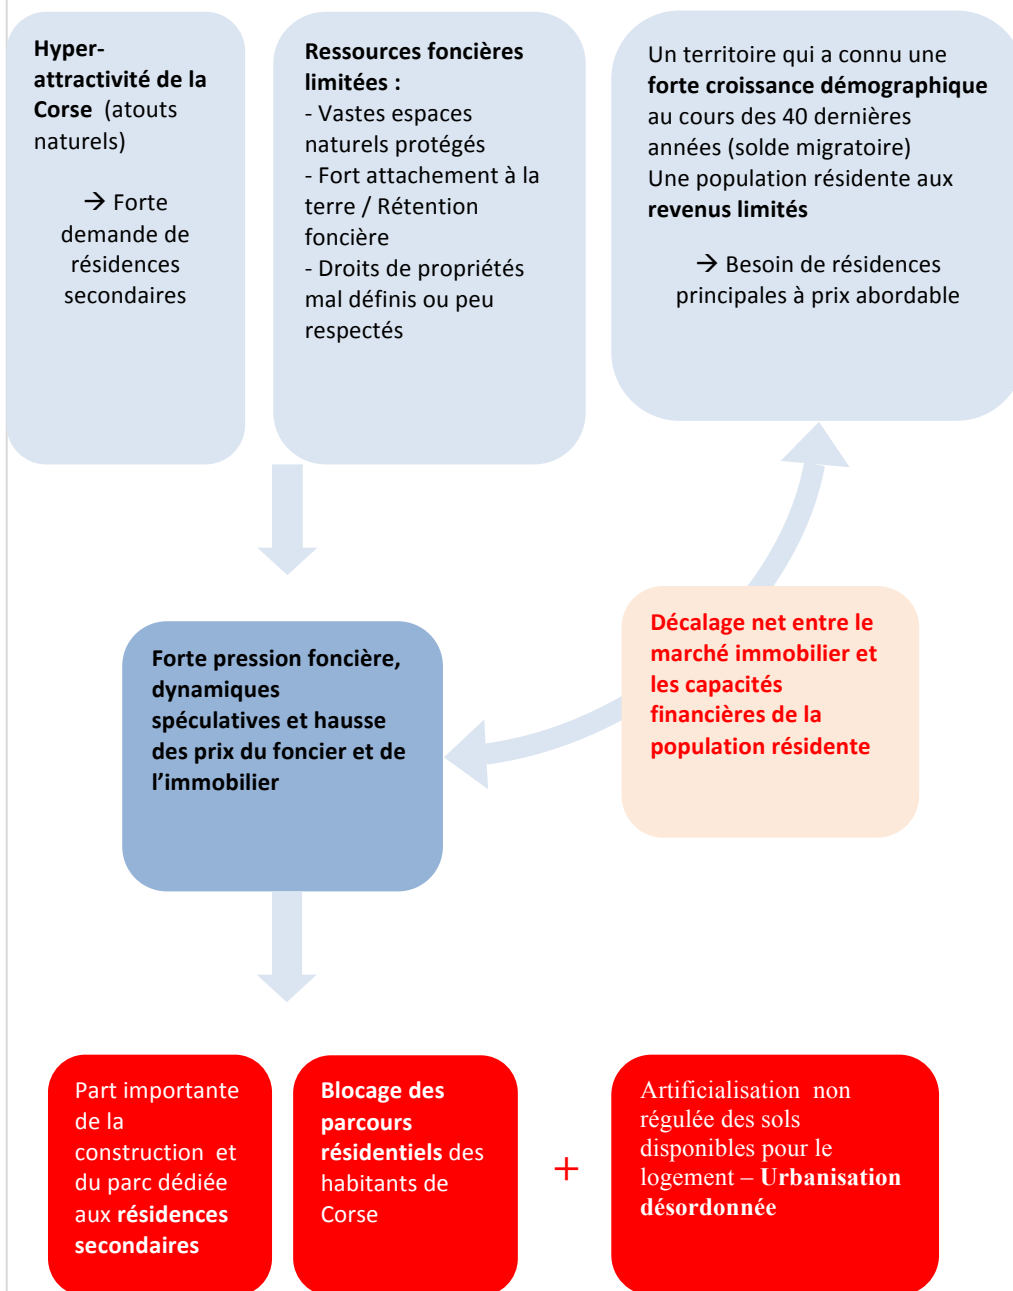 Hyper-
attractivité de la
Corse (atouts
naturels)
→ Forte
demande de
résidences
secondaires
Ressources foncières
limitées :
- Vastes espaces
naturels protégés
- Fort attachement à la
terre / Rétention
foncière
- Droits de propriétés
mal définis ou peu
respectés
Un territoire qui a connu une
forte croissance démographique
au cours des 40 dernières
années (solde migratoire)
Une population résidente aux
revenus limités
→ Besoin de résidences
principales à prix abordable
Forte pression foncière,
dynamiques
spéculatives et hausse
des prix du foncier et de
l’immobilier
Décalage net entre le
marché immobilier et
les capacités
financières de la
population résidente
Part importante
de la
construction et
du parc dédiée
aux résidences
secondaires
Blocage des
parcours
résidentiels des
habitants de
Corse
+
Artificialisation non
régulée des sols
disponibles pour le
logement – Urbanisation
désordonnée